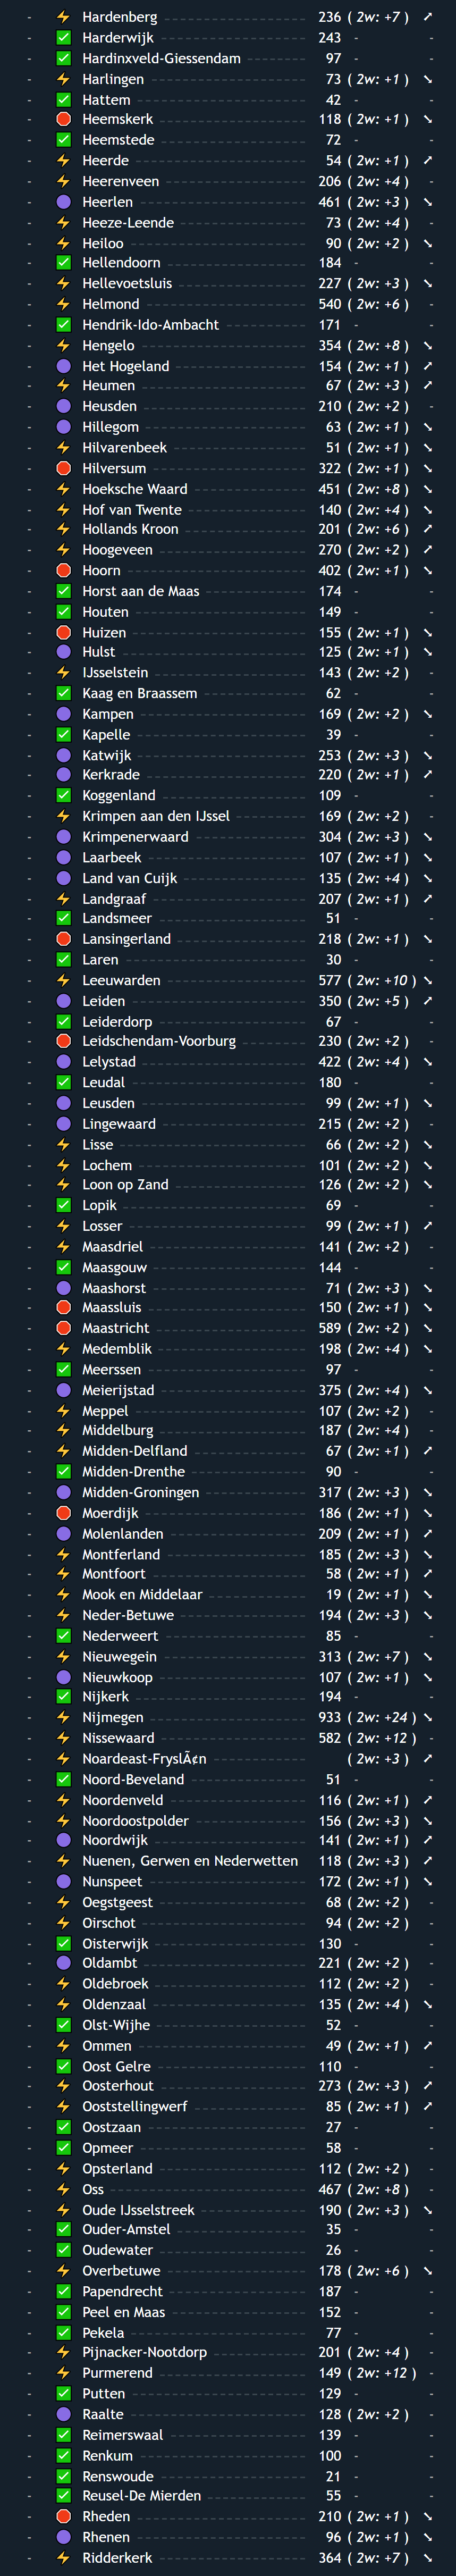 - ⚡ Hardenberg 236 ( 2w: +7 ) ➚
- ✅ Harderwijk 243 - -
- ✅ Hardinxveld-Giessendam 97 - -
- ⚡ Harlingen 73 ( 2w: +1 ) ➘
- ✅ Hattem 42 - -
- 🛑 Heemskerk 118 ( 2w: +1 ) ➘
- ✅ Heemstede 72 - -
- ⚡ Heerde 54 ( 2w: +1 ) ➚
- ⚡ Heerenveen 206 ( 2w: +4 ) -
- 🟣 Heerlen 461 ( 2w: +3 ) ➘
- ⚡ Heeze-Leende 73 ( 2w: +4 ) -
- ⚡ Heiloo 90 ( 2w: +2 ) ➘
- ✅ Hellendoorn 184 - -
- ⚡ Hellevoetsluis 227 ( 2w: +3 ) ➘
- ⚡ Helmond 540 ( 2w: +6 ) -
- ✅ Hendrik-Ido-Ambacht 171 - -
- ⚡ Hengelo 354 ( 2w: +8 ) ➘
- 🟣 Het Hogeland 154 ( 2w: +1 ) ➚
- ⚡ Heumen 67 ( 2w: +3 ) ➚
- 🟣 Heusden 210 ( 2w: +2 ) -
- 🟣 Hillegom 63 ( 2w: +1 ) ➘
- ⚡ Hilvarenbeek 51 ( 2w: +1 ) ➘
- 🛑 Hilversum 322 ( 2w: +1 ) ➘
- ⚡ Hoeksche Waard 451 ( 2w: +8 ) ➘
- ⚡ Hof van Twente 140 ( 2w: +4 ) ➘
- ⚡ Hollands Kroon 201 ( 2w: +6 ) ➚
- ⚡ Hoogeveen 270 ( 2w: +2 ) ➚
- 🛑 Hoorn 402 ( 2w: +1 ) ➘
- ✅ Horst aan de Maas 174 - -
- ✅ Houten 149 - -
- 🛑 Huizen 155 ( 2w: +1 ) ➘
- 🟣 Hulst 125 ( 2w: +1 ) ➘
- ⚡ IJsselstein 143 ( 2w: +2 ) -
- ✅ Kaag en Braassem 62 - -
- 🟣 Kampen 169 ( 2w: +2 ) ➘
- ✅ Kapelle 39 - -
- 🟣 Katwijk 253 ( 2w: +3 ) ➘
- 🟣 Kerkrade 220 ( 2w: +1 ) ➚
- ✅ Koggenland 109 - -
- ⚡ Krimpen aan den IJssel 169 ( 2w: +2 ) -
- 🟣 Krimpenerwaard 304 ( 2w: +3 ) ➘
- 🟣 Laarbeek 107 ( 2w: +1 ) ➘
- 🟣 Land van Cuijk 135 ( 2w: +4 ) ➘
- ⚡ Landgraaf 207 ( 2w: +1 ) ➚
- ✅ Landsmeer 51 - -
- 🛑 Lansingerland 218 ( 2w: +1 ) ➘
- ✅ Laren 30 - -
- ⚡ Leeuwarden 577 ( 2w: +10 ) ➘
- 🟣 Leiden 350 ( 2w: +5 ) ➚
- ✅ Leiderdorp 67 - -
- 🛑 Leidschendam-Voorburg 230 ( 2w: +2 ) -
- 🟣 Lelystad 422 ( 2w: +4 ) ➘
- ✅ Leudal 180 - -
- 🟣 Leusden 99 ( 2w: +1 ) ➘
- 🟣 Lingewaard 215 ( 2w: +2 ) -
- ⚡ Lisse 66 ( 2w: +2 ) ➘
- ⚡ Lochem 101 ( 2w: +2 ) ➘
- ⚡ Loon op Zand 126 ( 2w: +2 ) ➘
- ✅ Lopik 69 - -
- ⚡ Losser 99 ( 2w: +1 ) ➚
- ⚡ Maasdriel 141 ( 2w: +2 ) -
- ✅ Maasgouw 144 - -
- 🟣 Maashorst 71 ( 2w: +3 ) ➘
- 🛑 Maassluis 150 ( 2w: +1 ) ➘
- 🛑 Maastricht 589 ( 2w: +2 ) ➘
- ⚡ Medemblik 198 ( 2w: +4 ) ➘
- ✅ Meerssen 97 - -
- 🟣 Meierijstad 375 ( 2w: +4 ) ➘
- ⚡ Meppel 107 ( 2w: +2 ) -
- ⚡ Middelburg 187 ( 2w: +4 ) -
- ⚡ Midden-Delfland 67 ( 2w: +1 ) ➚
- ✅ Midden-Drenthe 90 - -
- 🟣 Midden-Groningen 317 ( 2w: +3 ) ➘
- 🛑 Moerdijk 186 ( 2w: +1 ) ➘
- 🟣 Molenlanden 209 ( 2w: +1 ) ➚
- ⚡ Montferland 185 ( 2w: +3 ) ➘
- ⚡ Montfoort 58 ( 2w: +1 ) ➚
- ⚡ Mook en Middelaar 19 ( 2w: +1 ) ➘
- ⚡ Neder-Betuwe 194 ( 2w: +3 ) ➘
- ✅ Nederweert 85 - -
- ⚡ Nieuwegein 313 ( 2w: +7 ) ➘
- 🟣 Nieuwkoop 107 ( 2w: +1 ) ➘
- ✅ Nijkerk 194 - -
- ⚡ Nijmegen 933 ( 2w: +24 ) ➘
- ⚡ Nissewaard 582 ( 2w: +12 ) -
- ⚡ Noardeast-FryslÃ¢n ( 2w: +3 ) ➚
- ✅ Noord-Beveland 51 - -
- ⚡ Noordenveld 116 ( 2w: +1 ) ➚
- ⚡ Noordoostpolder 156 ( 2w: +3 ) ➘
- 🟣 Noordwijk 141 ( 2w: +1 ) ➚
- ⚡ Nuenen, Gerwen en Nederwetten 118 ( 2w: +3 ) ➚
- 🟣 Nunspeet 172 ( 2w: +1 ) ➘
- ⚡ Oegstgeest 68 ( 2w: +2 ) -
- ⚡ Oirschot 94 ( 2w: +2 ) -
- ✅ Oisterwijk 130 - -
- 🟣 Oldambt 221 ( 2w: +2 ) -
- ⚡ Oldebroek 112 ( 2w: +2 ) -
- ⚡ Oldenzaal 135 ( 2w: +4 ) ➘
- ✅ Olst-Wijhe 52 - -
- ⚡ Ommen 49 ( 2w: +1 ) ➚
- ✅ Oost Gelre 110 - -
- ⚡ Oosterhout 273 ( 2w: +3 ) ➚
- ⚡ Ooststellingwerf 85 ( 2w: +1 ) ➚
- ✅ Oostzaan 27 - -
- ✅ Opmeer 58 - -
- ⚡ Opsterland 112 ( 2w: +2 ) -
- ⚡ Oss 467 ( 2w: +8 ) -
- ⚡ Oude IJsselstreek 190 ( 2w: +3 ) ➘
- ✅ Ouder-Amstel 35 - -
- ✅ Oudewater 26 - -
- ⚡ Overbetuwe 178 ( 2w: +6 ) ➘
- ✅ Papendrecht 187 - -
- ✅ Peel en Maas 152 - -
- ✅ Pekela 77 - -
- ⚡ Pijnacker-Nootdorp 201 ( 2w: +4 ) -
- ⚡ Purmerend 149 ( 2w: +12 ) -
- ✅ Putten 129 - -
- 🟣 Raalte 128 ( 2w: +2 ) -
- ✅ Reimerswaal 139 - -
- ✅ Renkum 100 - -
- ✅ Renswoude 21 - -
- ✅ Reusel-De Mierden 55 - -
- 🛑 Rheden 210 ( 2w: +1 ) ➘
- 🟣 Rhenen 96 ( 2w: +1 ) ➘
- ⚡ Ridderkerk 364 ( 2w: +7 ) ➘